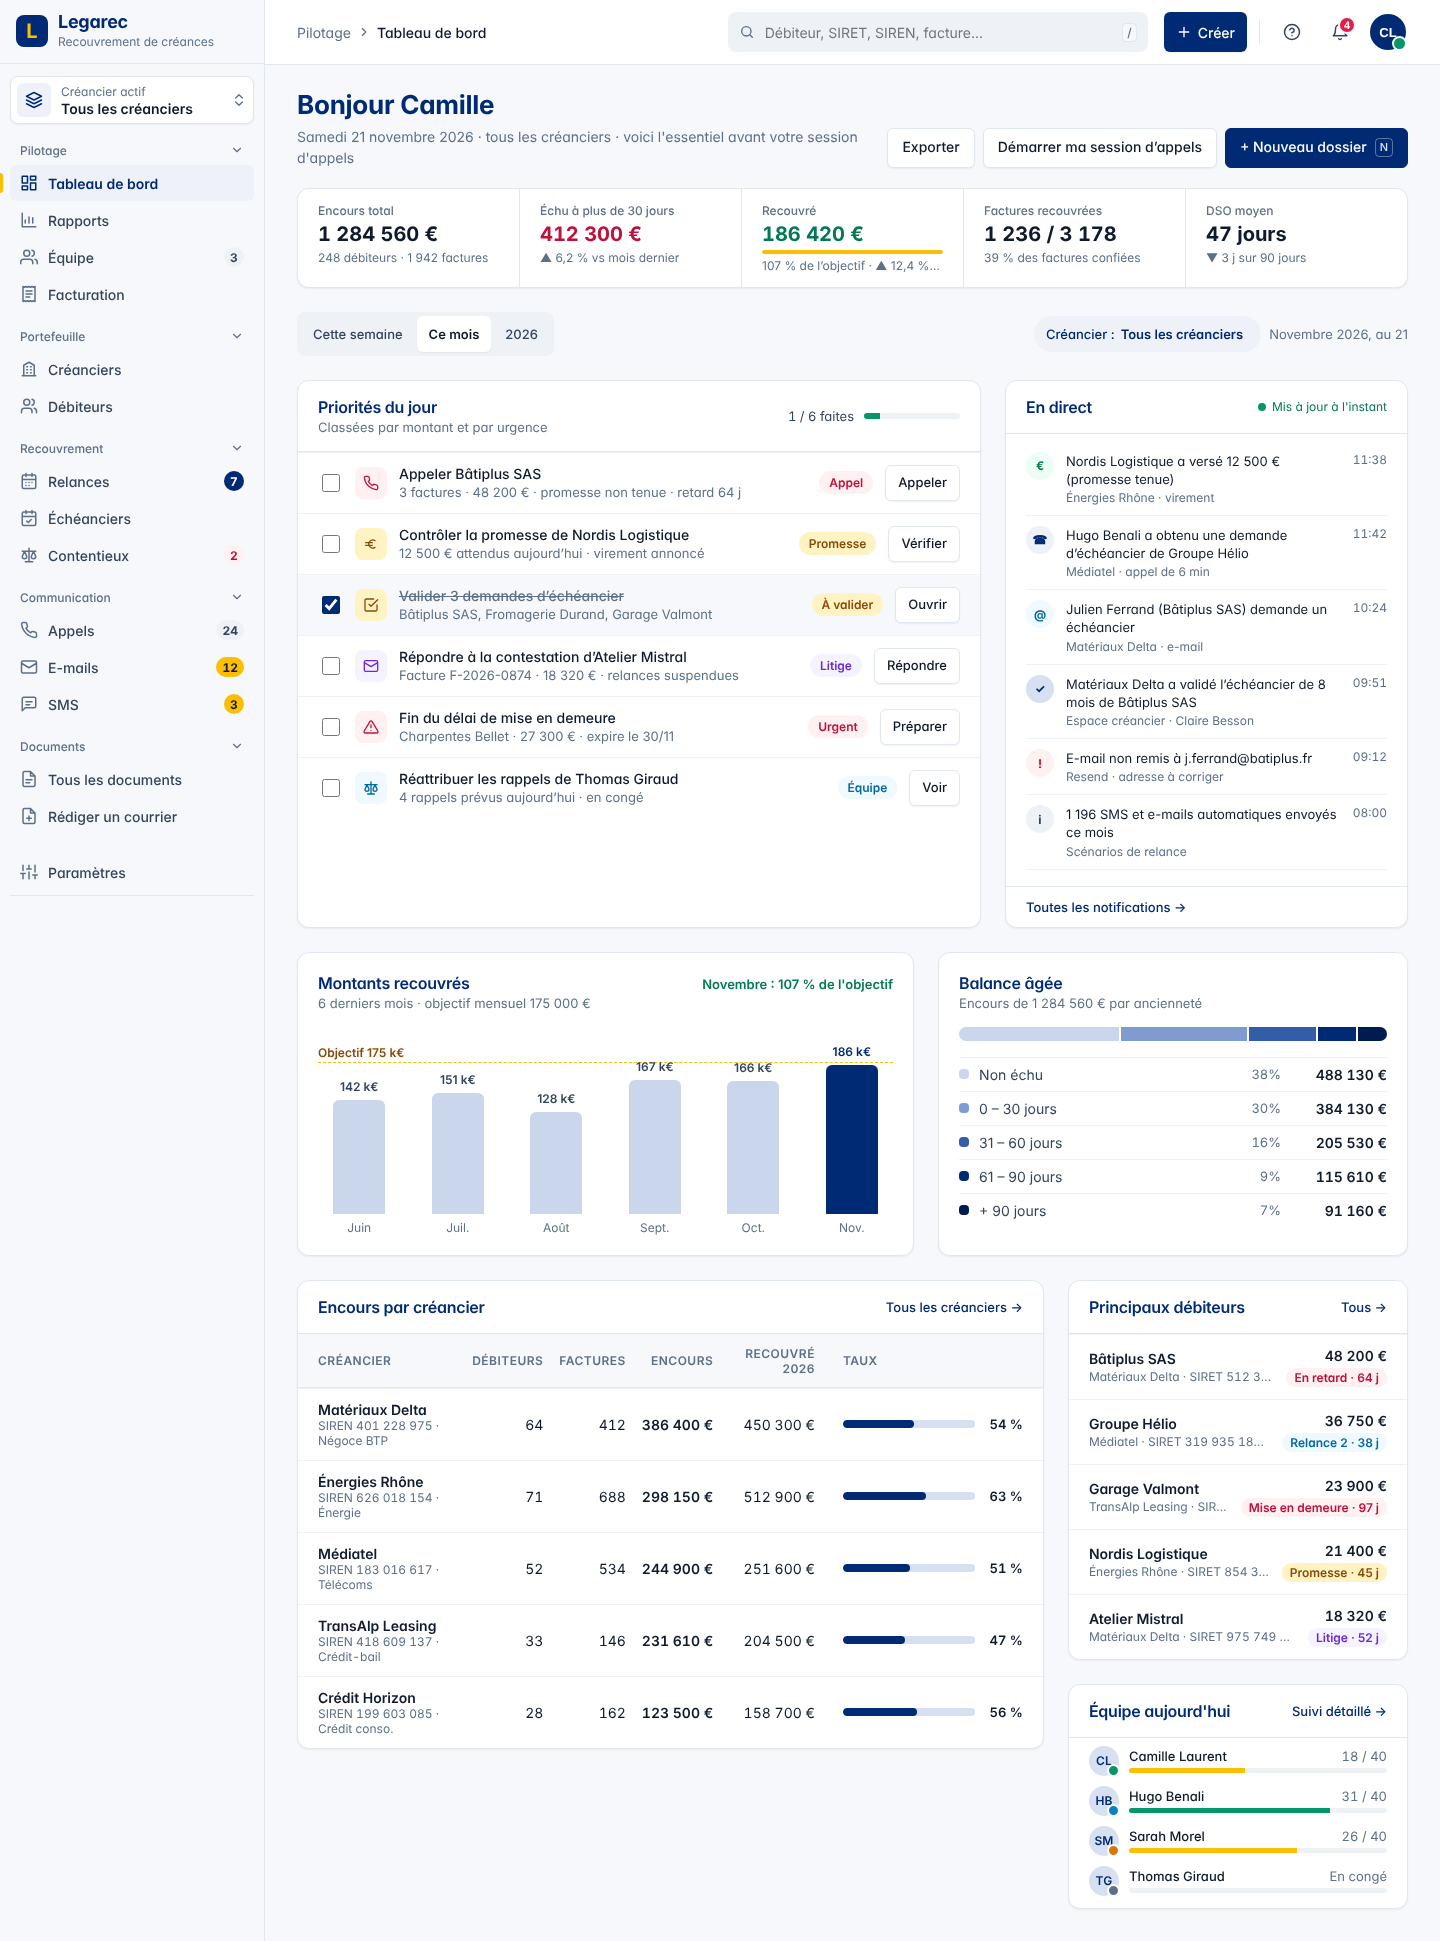 L
Legarec
Recouvrement de créances
Pilotage > Tableau de bord
Débiteur, SIRET, SIREN, facture...
/
+ Créer
4
CL
Créancier actif
Tous les créanciers
Pilotage
Tableau de bord
Rapports
Équipe 3
Facturation
Portefeuille
Créanciers
Débiteurs
Recouvrement
Relances 7
Échéanciers
Contentieux 2
Communication
Appels 24
E-mails 12
SMS 3
Documents
Tous les documents
Rédiger un courrier
Paramètres
Bonjour Camille
Samedi 21 novembre 2026 · tous les créanciers · voici l'essentiel avant votre session
d'appels
Exporter
Démarrer ma session d’appels
+ Nouveau dossier N
Encours total
1 284 560 €
248 débiteurs · 1 942 factures
Échu à plus de 30 jours
412 300 €
▲ 6,2 % vs mois dernier
Recouvré
186 420 €
107 % de l’objectif · ▲ 12,4 %…
Factures recouvrées
1 236 / 3 178
39 % des factures confiées
DSO moyen
47 jours
▼ 3 j sur 90 jours
Cette semaine
Ce mois
2026
Créancier : Tous les créanciers
Novembre 2026, au 21
Priorités du jour
Classées par montant et par urgence
1 / 6 faites
Appeler Bâtiplus SAS
3 factures · 48 200 € · promesse non tenue · retard 64 j
Appel
Appeler
Contrôler la promesse de Nordis Logistique
12 500 € attendus aujourd’hui · virement annoncé
Promesse
Vérifier
Valider 3 demandes d’échéancier
Bâtiplus SAS, Fromagerie Durand, Garage Valmont
À valider
Ouvrir
Répondre à la contestation d’Atelier Mistral
Facture F-2026-0874 · 18 320 € · relances suspendues
Litige
Répondre
Fin du délai de mise en demeure
Charpentes Bellet · 27 300 € · expire le 30/11
Urgent
Préparer
Réattribuer les rappels de Thomas Giraud
4 rappels prévus aujourd’hui · en congé
Équipe
Voir
En direct
Mis à jour à l'instant
€
Nordis Logistique a versé 12 500 €
(promesse tenue)
Énergies Rhône · virement
11:38
☎
Hugo Benali a obtenu une demande
d’échéancier de Groupe Hélio
Médiatel · appel de 6 min
11:42
@
Julien Ferrand (Bâtiplus SAS) demande un
échéancier
Matériaux Delta · e-mail
10:24
✓
Matériaux Delta a validé l’échéancier de 8
mois de Bâtiplus SAS
Espace créancier · Claire Besson
09:51
!
E-mail non remis à j.ferrand@batiplus.fr
Resend · adresse à corriger
09:12
i
1 196 SMS et e-mails automatiques envoyés
ce mois
Scénarios de relance
08:00
Toutes les notifications →
Montants recouvrés
6 derniers mois · objectif mensuel 175 000 €
Novembre : 107 % de l'objectif
Objectif 175 k€
142 k€
151 k€
128 k€
167 k€
166 k€
186 k€
Juin
Juil.
Août
Sept.
Oct.
Nov.
Balance âgée
Encours de 1 284 560 € par ancienneté
Non échu 38% 488 130 €
0 – 30 jours 30% 384 130 €
31 – 60 jours 16% 205 530 €
61 – 90 jours 9% 115 610 €
+ 90 jours 7% 91 160 €
Encours par créancier
Tous les créanciers →
CRÉANCIER DÉBITEURS FACTURES ENCOURS RECOUVRÉ 2026 TAUX
Matériaux Delta
SIREN 401 228 975 ·
Négoce BTP
64 412 386 400 € 450 300 € 54 %
Énergies Rhône
SIREN 626 018 154 ·
Énergie
71 688 298 150 € 512 900 € 63 %
Médiatel
SIREN 183 016 617 ·
Télécoms
52 534 244 900 € 251 600 € 51 %
TransAlp Leasing
SIREN 418 609 137 ·
Crédit-bail
33 146 231 610 € 204 500 € 47 %
Crédit Horizon
SIREN 199 603 085 ·
Crédit conso.
28 162 123 500 € 158 700 € 56 %
Principaux débiteurs
Tous →
Bâtiplus SAS
Matériaux Delta · SIRET 512 3…
48 200 €
En retard · 64 j
Groupe Hélio
Médiatel · SIRET 319 935 18…
36 750 €
Relance 2 · 38 j
Garage Valmont
TransAlp Leasing · SIR…
23 900 €
Mise en demeure · 97 j
Nordis Logistique
Énergies Rhône · SIRET 854 3…
21 400 €
Promesse · 45 j
Atelier Mistral
Matériaux Delta · SIRET 975 749 …
18 320 €
Litige · 52 j
Équipe aujourd'hui
Suivi détaillé →
CL Camille Laurent 18 / 40
HB Hugo Benali 31 / 40
SM Sarah Morel 26 / 40
TG Thomas Giraud En congé